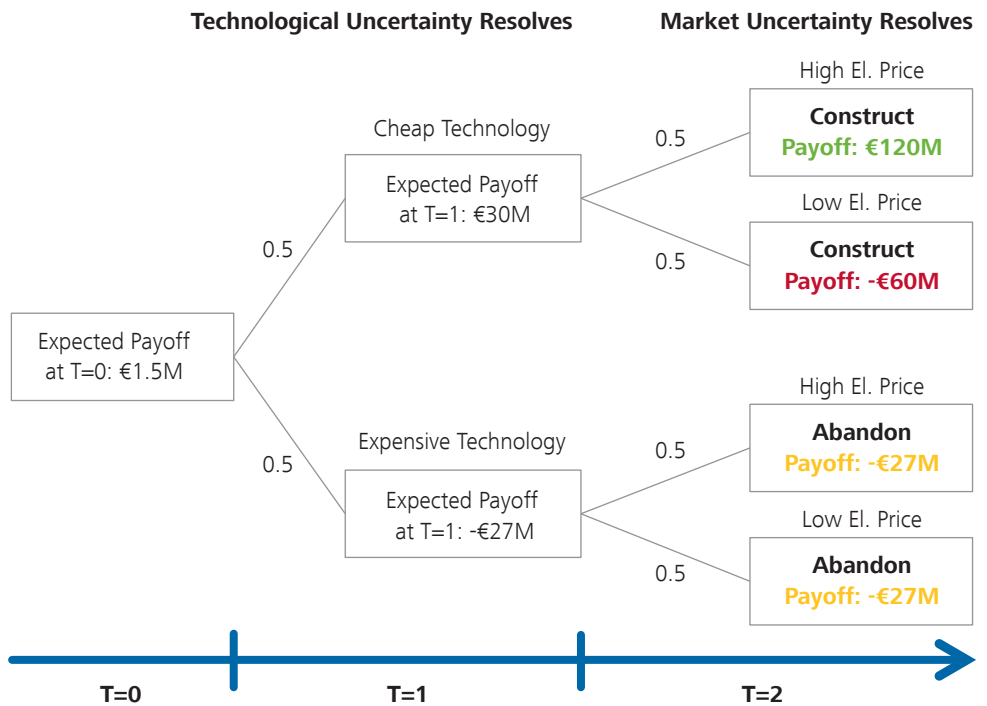 Technological Uncertainty Resolves
Market Uncertainty Resolves
High El. Price
Construct
Payoff: €120M
Cheap Technology
0.5
Expected Payoff
at T=1: €30M
Low El. Price
0.5
Construct
Payoff: -€60M
0.5
Expected Payoff
at T=0: €1.5M
High El. Price
Abandon
Payoff: -€27M
Expensive Technology
0.5
0.5
Expected Payoff
at T=1: -€27M
Low El. Price
0.5
Abandon
Payoff: -€27M
T=0
T=1
T=2